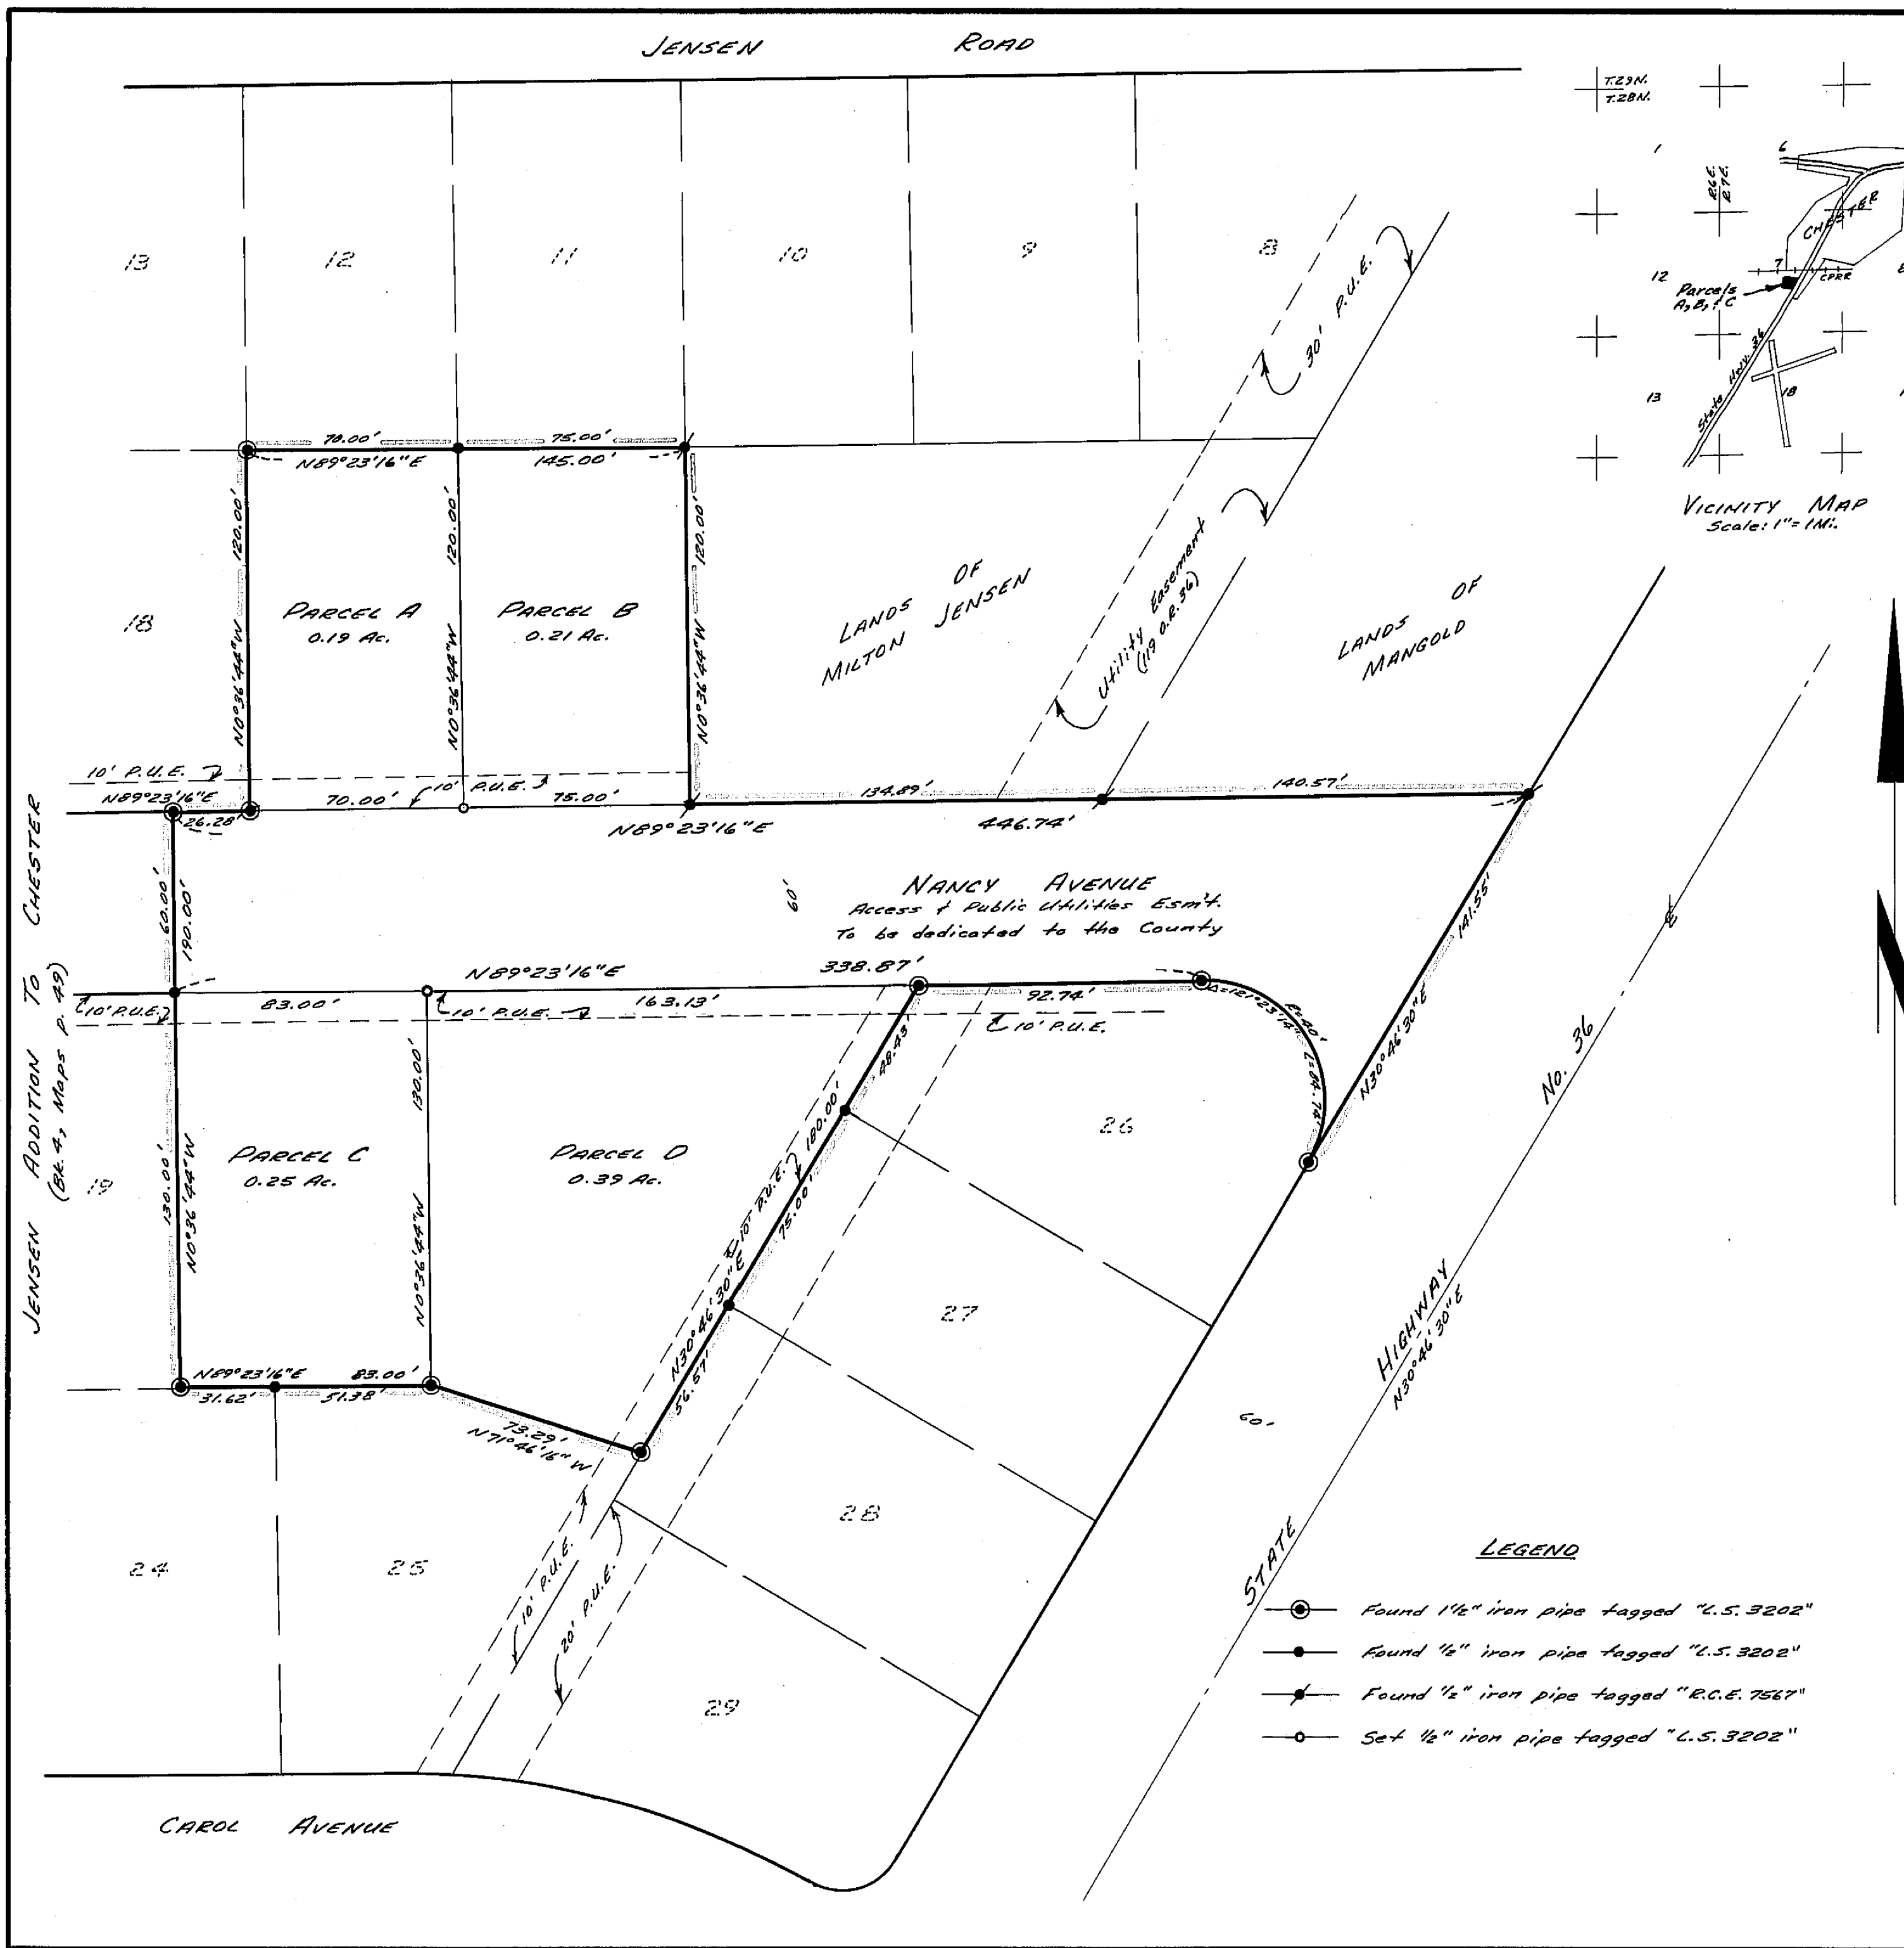 JENSEN ROAD
13
12
11
10
9
8
30' P.U.E.
T.29N.
T.28N.
1
6
R.6E.
R.7E.
CHESTER
12
7
CPRR
Parcels
A, B, & C
State Hwy. 36
13
18
VICINITY MAP
Scale: 1"= 1Mi.
70.00'
75.00'
N89°23'16"E
145.00'
120.00'
120.00'
120.00'
N0°36'44"W
N0°36'44"W
N0°36'44"W
18
PARCEL A
0.19 Ac.
PARCEL B
0.21 Ac.
LANDS OF
MILTON JENSEN
Utility Easement
(119 O.R. 36)
LANDS OF
MANGOLD
10' P.U.E.
N89°23'16"E
26.28'
70.00'
10' P.U.E.
75.00'
134.89'
140.57'
N89°23'16"E
446.74'
60.00'
190.00'
60'
NANCY AVENUE
Access & Public Utilities Esm't.
To be dedicated to the County
141.55'
N30°46'30"E
JENSEN ADDITION TO CHESTER
(Bk. 4, Maps p. 49)
10' P.U.E.
N89°23'16"E
338.87'
83.00'
10' P.U.E.
163.13'
92.74'
10' P.U.E.
Δ=121°23'14"
R=40'
L=84.74'
48.43'
130.00'
130.00'
N0°36'44"W
N0°36'44"W
19
PARCEL C
0.25 Ac.
PARCEL D
0.39 Ac.
10' P.U.E.
180.00'
75.00'
N30°46'30"E
56.57'
26
27
28
29
N89°23'16"E
83.00'
31.62'
51.38'
73.29'
N71°46'16"W
24
25
10' P.U.E.
20' P.U.E.
60'
STATE HIGHWAY No. 36
N30°46'30"E
CAROL AVENUE
LEGEND
Found 1½" iron pipe tagged "L.S. 3202"
Found ½" iron pipe tagged "L.S. 3202"
Found ½" iron pipe tagged "R.C.E. 7567"
Set ½" iron pipe tagged "L.S. 3202"